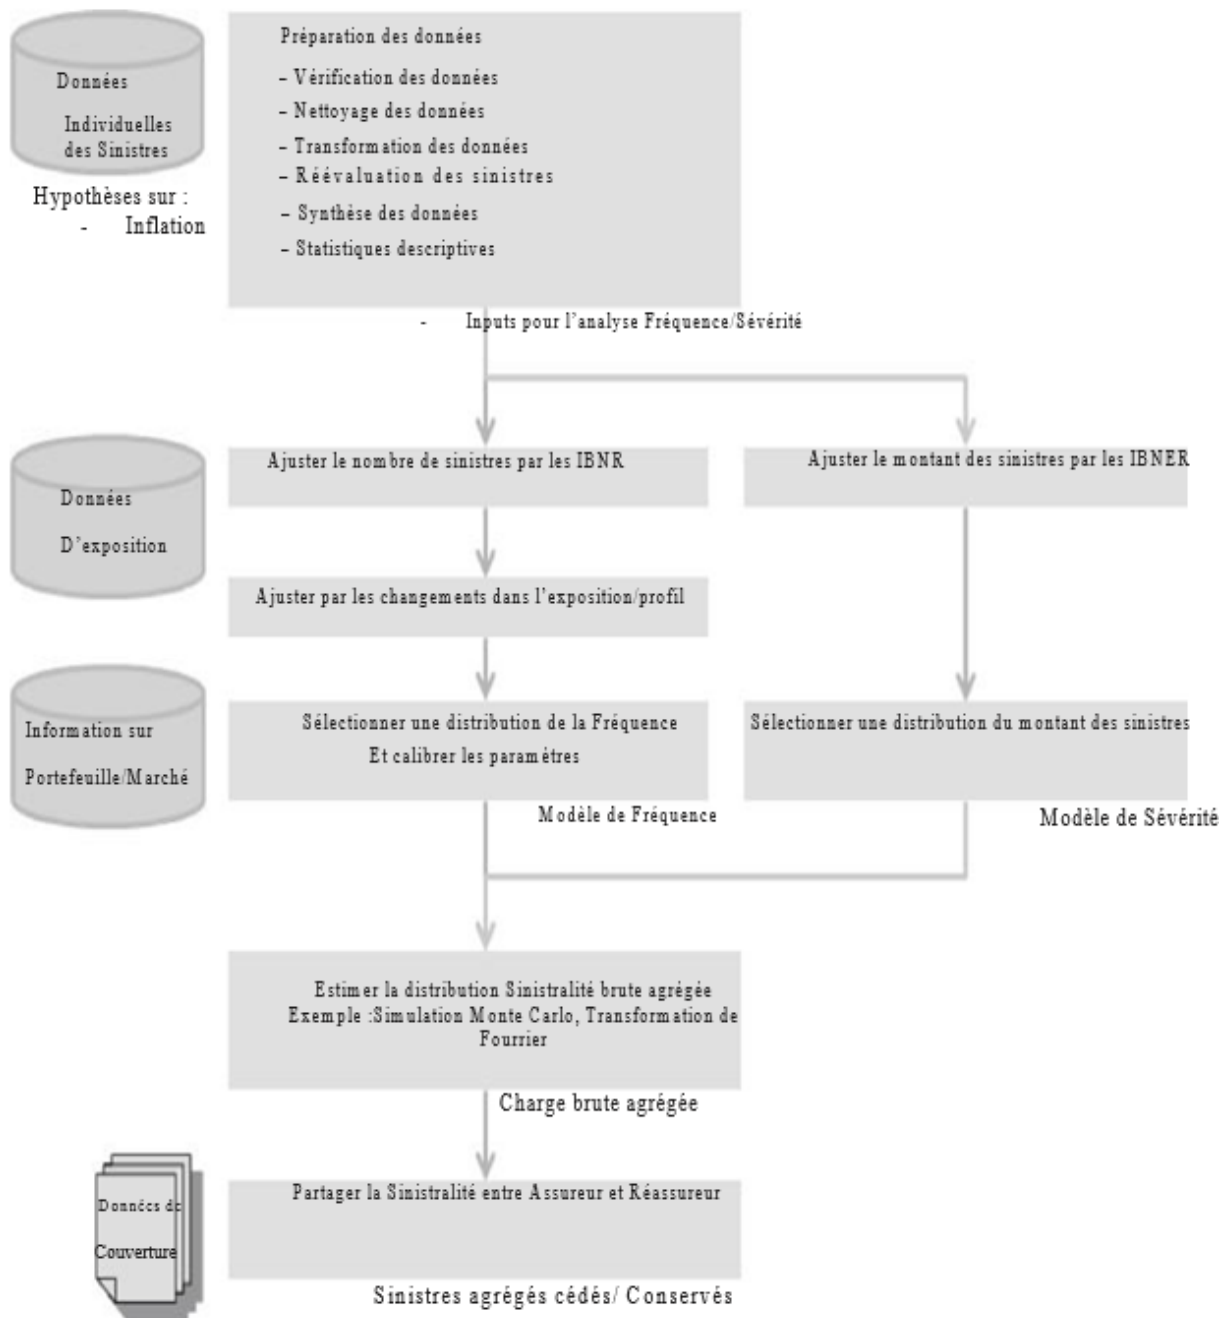 Données
Individuelles
des Sinistres
Hypothèses sur :
- Inflation
Préparation des données
– Vérification des données
– Nettoyage des données
– Transformation des données
– Réévaluation des sinistres
– Synthèse des données
– Statistiques descriptives
- Inputs pour l’analyse Fréquence/Sévérité
Données
D’exposition
Ajuster le nombre de sinistres par les IBNR
Ajuster le montant des sinistres par les IBNER
Ajuster par les changements dans l’exposition/profil
Information sur
Portefeuille/Marché
Sélectionner une distribution de la Fréquence
Et calibrer les paramètres
Sélectionner une distribution du montant des sinistres
Modèle de Fréquence
Modèle de Sévérité
Estimer la distribution Sinistralité brute agrégée
Exemple :Simulation Monte Carlo, Transformation de
Fourrier
Charge brute agrégée
Données de
Couverture
Partager la Sinistralité entre Assureur et Réassureur
Sinistres agrégés cédés/ Conservés